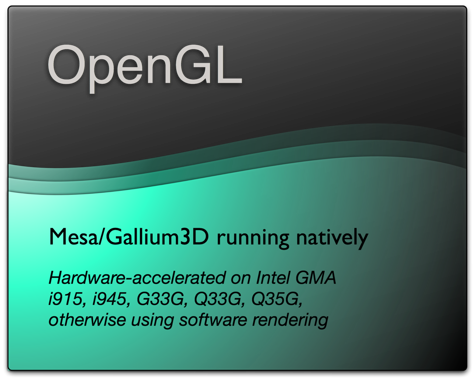 OpenGL
Mesa/Gallium3D running natively
Hardware-accelerated on Intel GMA
i915, i945, G33G, Q33G, Q35G,
otherwise using software rendering